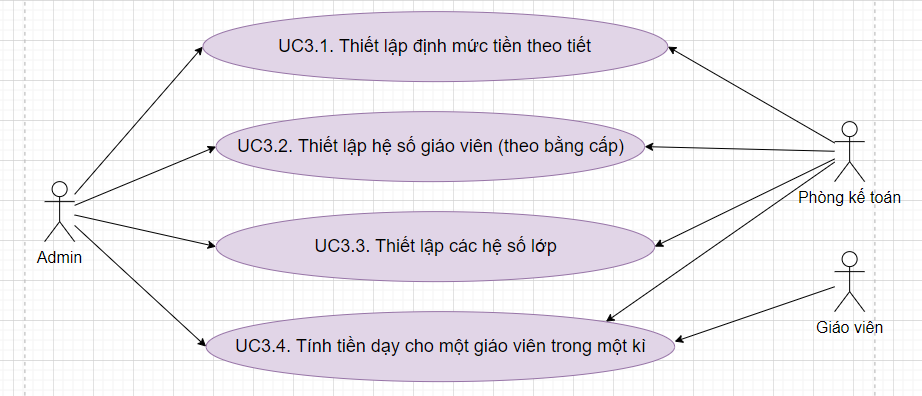 UC3.1. Thiết lập định mức tiền theo tiết
UC3.2. Thiết lập hệ số giáo viên (theo bằng cấp)
Phòng kế toán
UC3.3. Thiết lập các hệ số lớp
Admin
Giáo viên
UC3.4. Tính tiền dạy cho một giáo viên trong một kì